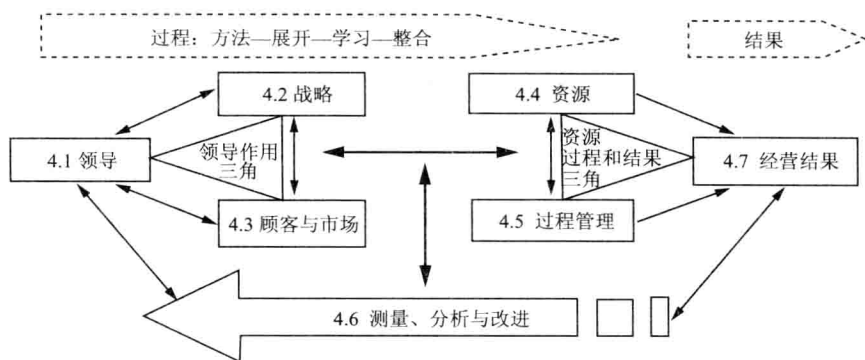 过程：方法—展开—学习—整合
结果
4.2 战略
4.4 资源
4.1 领导
领导作用
三角
资源
过程和结果
三角
4.7 经营结果
4.3 顾客与市场
4.5 过程管理
4.6 测量、分析与改进